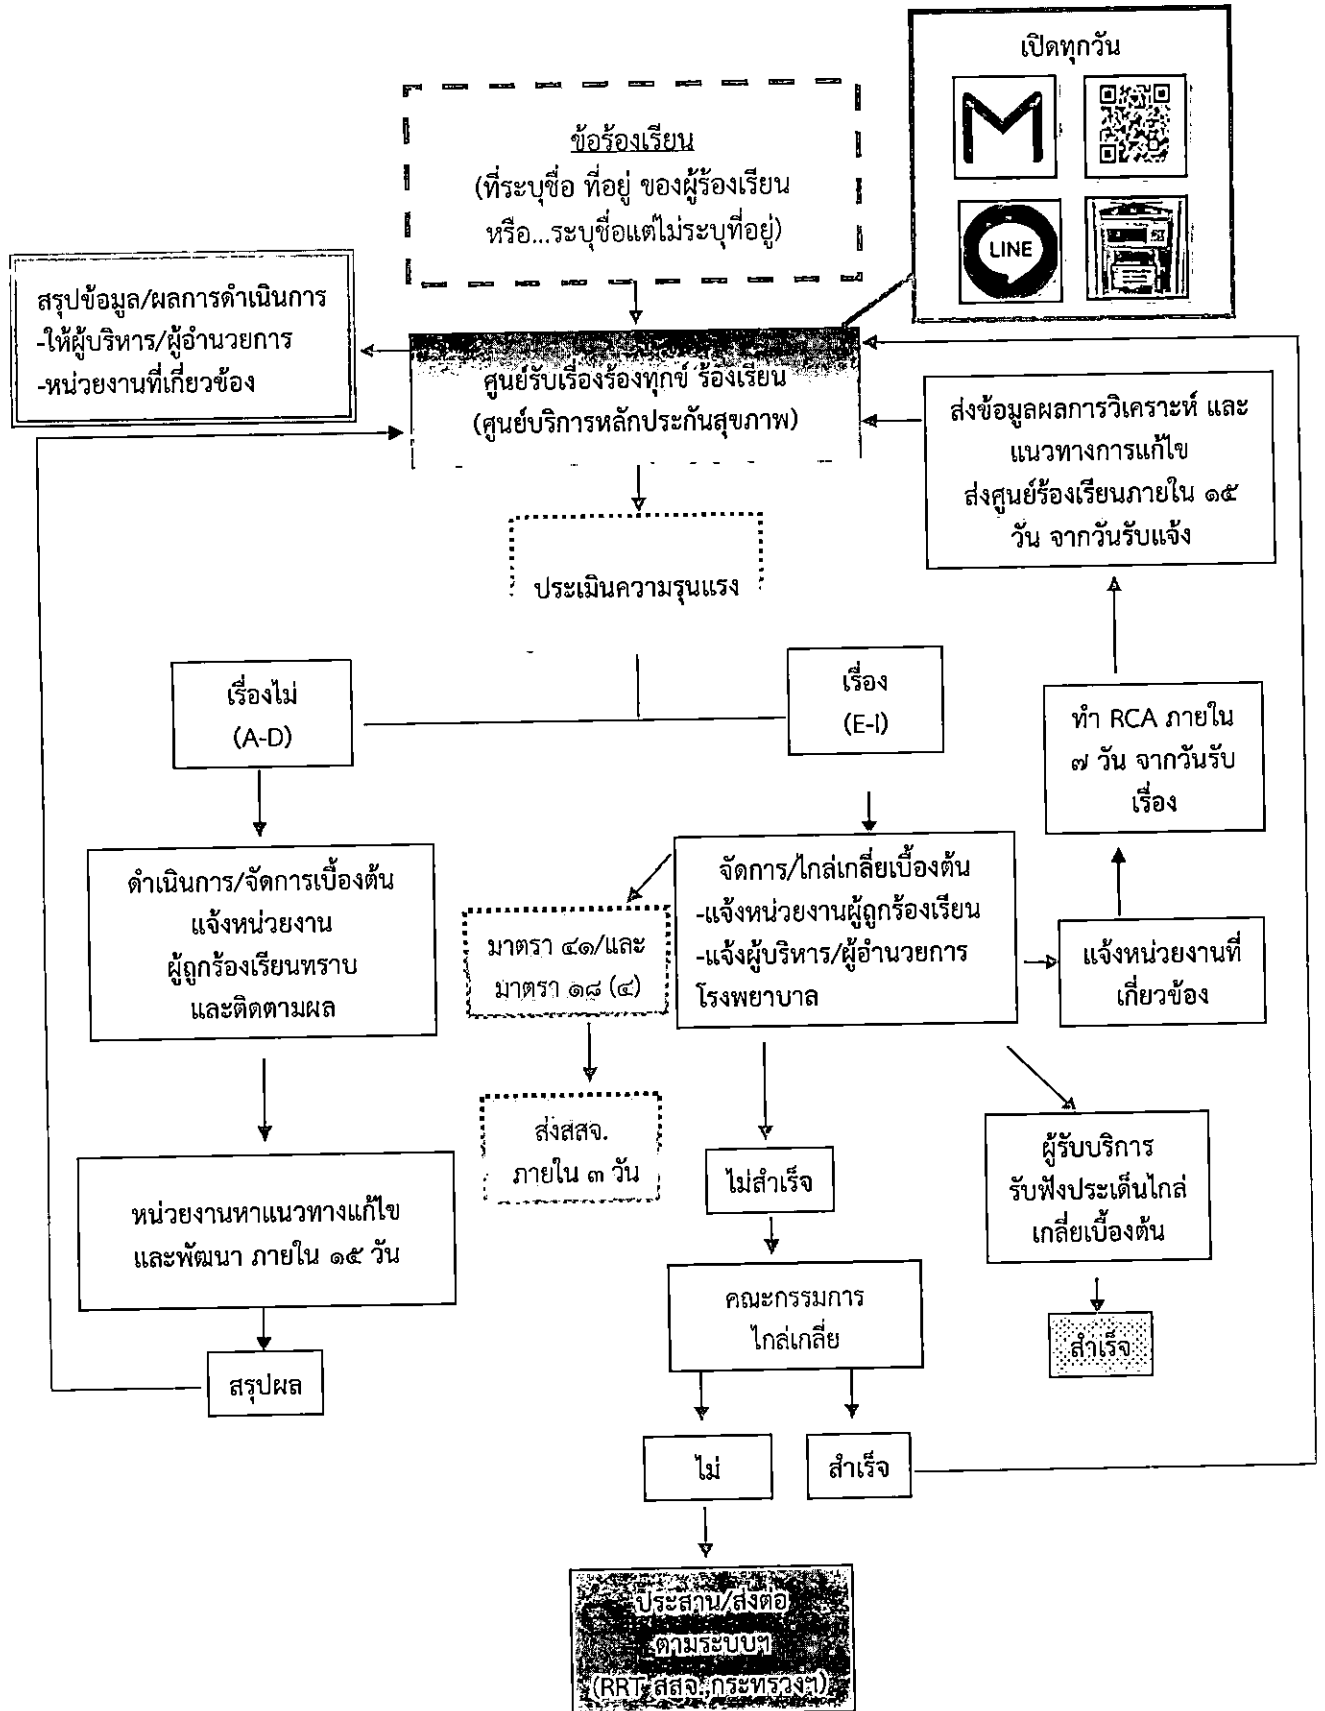 เปิดทุกวัน
M
LINE
ข้อร้องเรียน
(ที่ระบุชื่อ ที่อยู่ ของผู้ร้องเรียน
หรือ...ระบุชื่อแต่ไม่ระบุที่อยู่)
สรุปข้อมูล/ผลการดำเนินการ
-ให้ผู้บริหาร/ผู้อำนวยการ
-หน่วยงานที่เกี่ยวข้อง
ศูนย์รับเรื่องร้องทุกข์ ร้องเรียน
(ศูนย์บริการหลักประกันสุขภาพ)
ส่งข้อมูลผลการวิเคราะห์ และ
แนวทางการแก้ไข
ส่งศูนย์ร้องเรียนภายใน ๑๕
วัน จากวันรับแจ้ง
ประเมินความรุนแรง
เรื่องไม่
(A-D)
เรื่อง
(E-I)
ทำ RCA ภายใน
๗ วัน จากวันรับ
เรื่อง
ดำเนินการ/จัดการเบื้องต้น
แจ้งหน่วยงาน
ผู้ถูกร้องเรียนทราบ
และติดตามผล
มาตรา ๔๑/และ
มาตรา ๑๘ (๔)
จัดการ/ไกล่เกลี่ยเบื้องต้น
-แจ้งหน่วยงานผู้ถูกร้องเรียน
-แจ้งผู้บริหาร/ผู้อำนวยการ
โรงพยาบาล
แจ้งหน่วยงานที่
เกี่ยวข้อง
ส่งสสจ.
ภายใน ๓ วัน
ไม่สำเร็จ
ผู้รับบริการ
รับฟังประเด็นไกล่
เกลี่ยเบื้องต้น
หน่วยงานหาแนวทางแก้ไข
และพัฒนา ภายใน ๑๕ วัน
คณะกรรมการ
ไกล่เกลี่ย
สำเร็จ
สรุปผล
ไม่
สำเร็จ
ประสาน/ส่งต่อ
ตามระบบฯ
(RRT สสจ.,กระทรวงฯ)